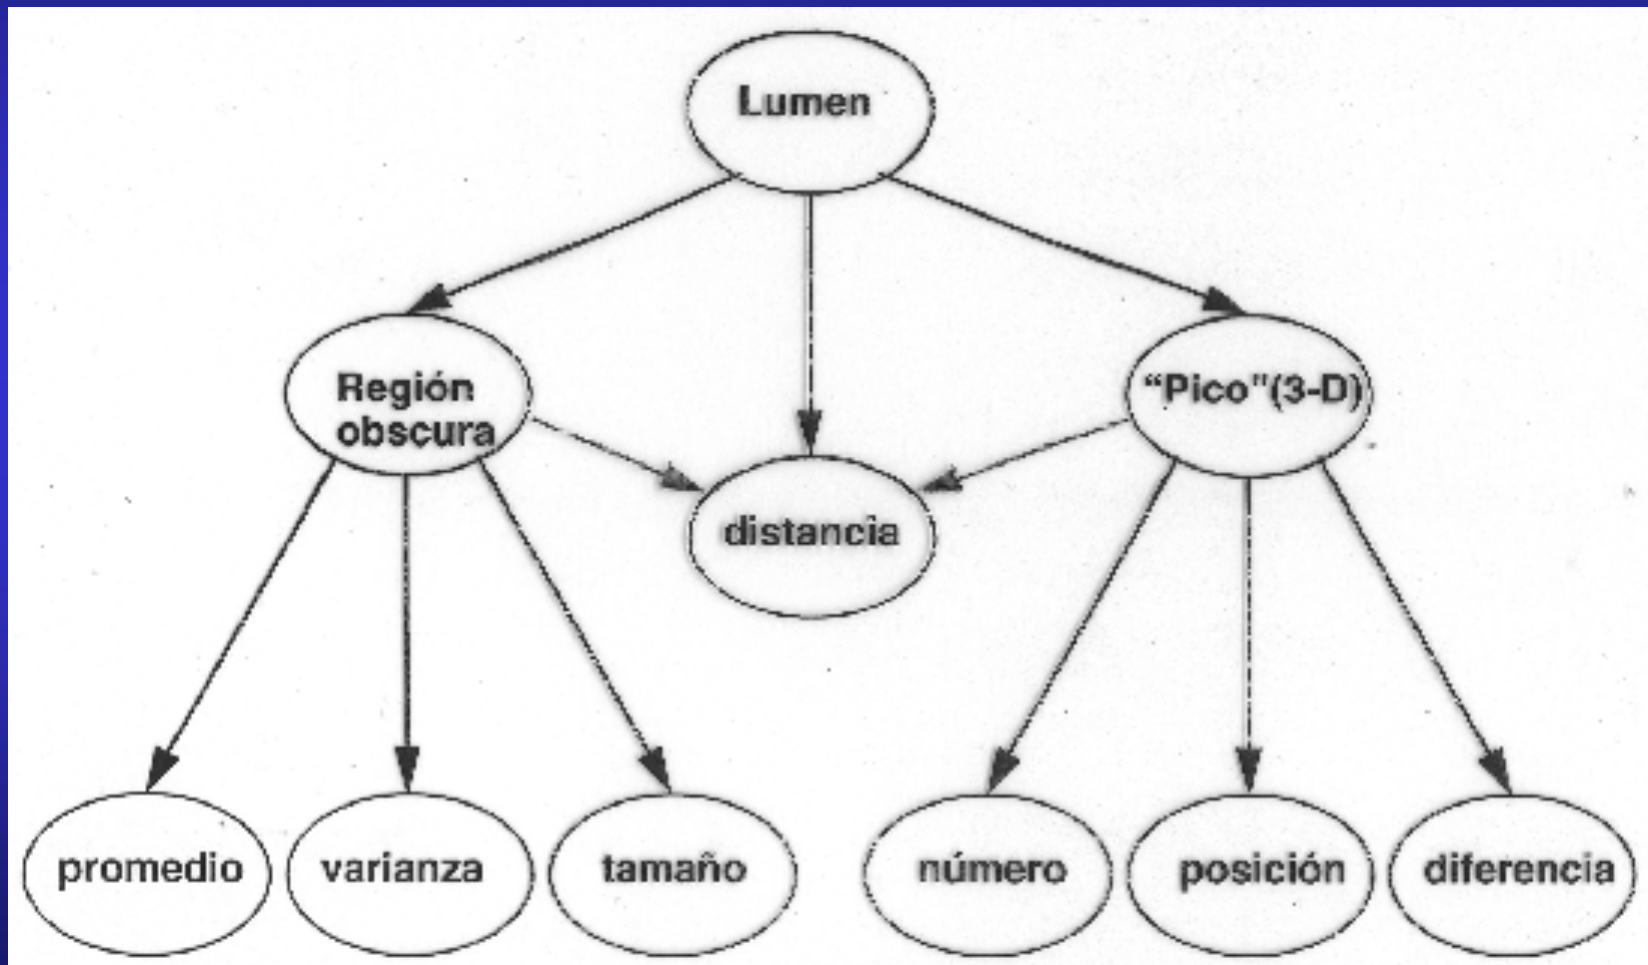 Lumen
Región
obscura
“Pico"(3-D)
distancia
promedio
varianza
tamaño
número
posición
diferencia